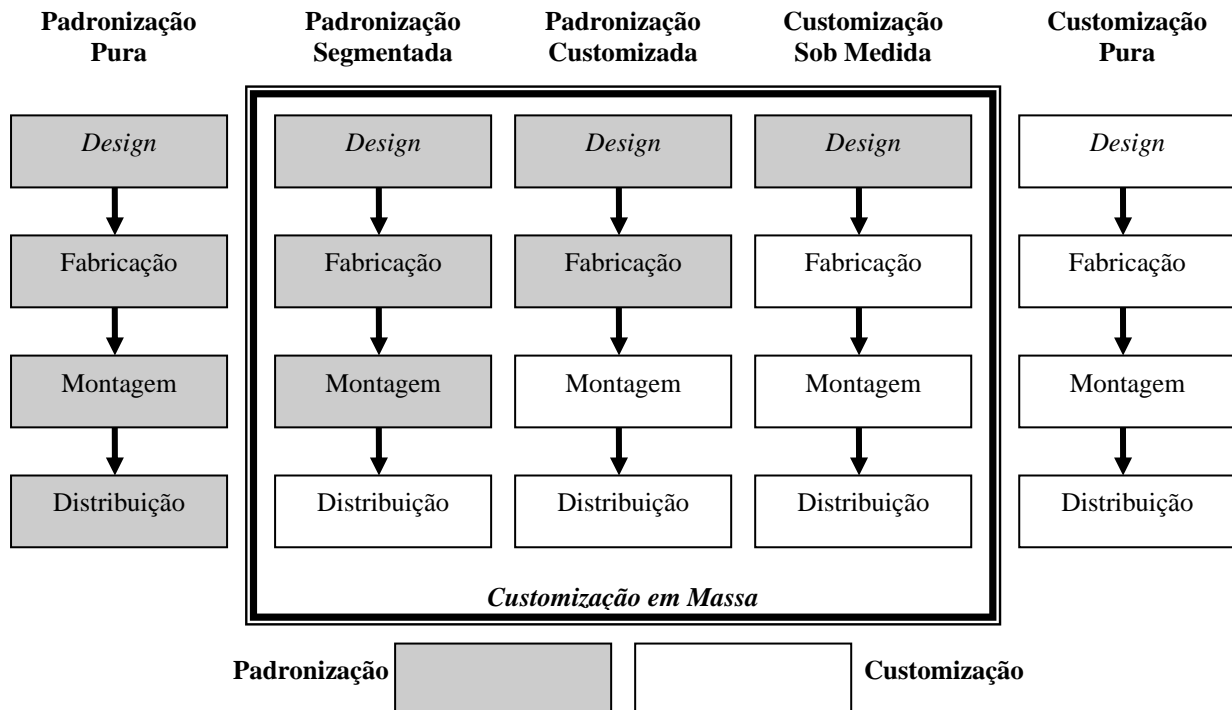 Padronização
Pura
Padronização
Segmentada
Padronização
Customizada
Customização
Sob Medida
Customização
Pura
Design
Design
Design
Design
Design
Fabricação
Fabricação
Fabricação
Fabricação
Fabricação
Montagem
Montagem
Montagem
Montagem
Montagem
Distribuição
Distribuição
Distribuição
Distribuição
Distribuição
Customização em Massa
Padronização
Customização